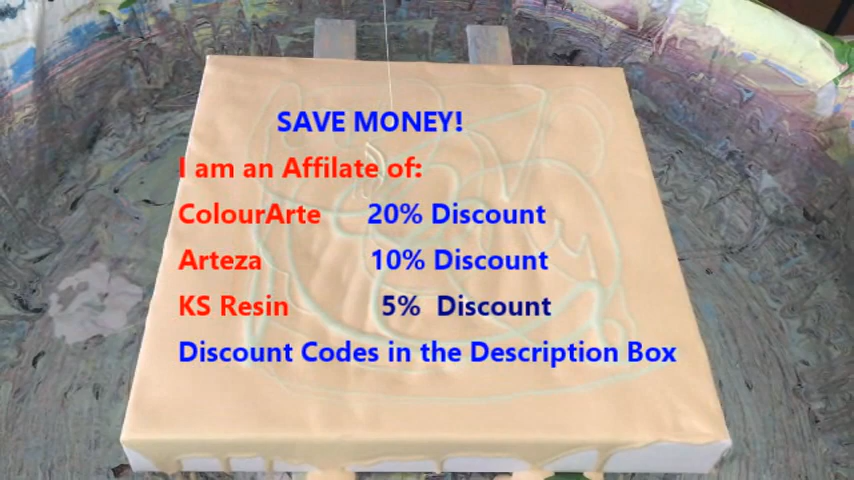 SAVE MONEY!
I am an Affilate of:
ColourArte 20% Discount
Arteza 10% Discount
KS Resin 5% Discount
Discount Codes in the Description Box